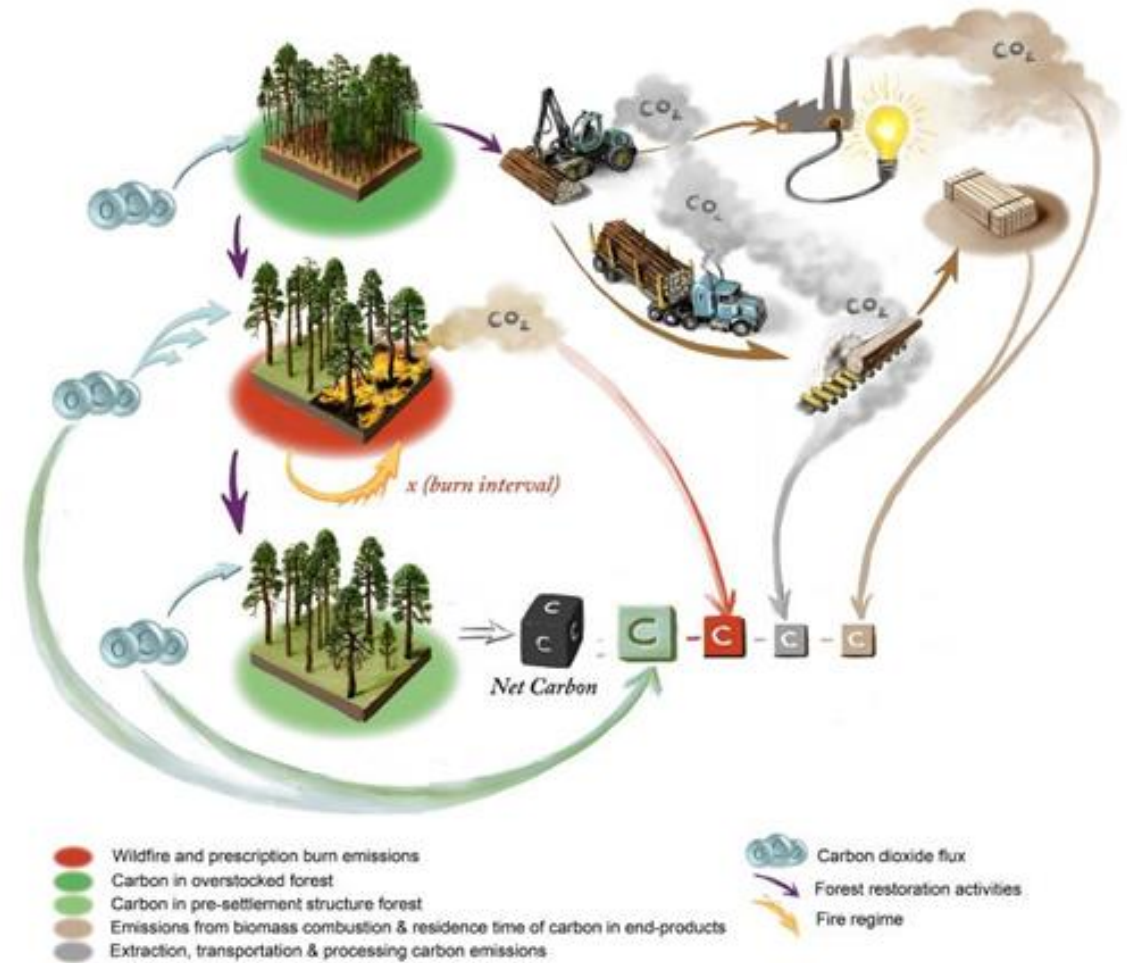 CO₂
CO₂
CO₂
CO₂
CO₂
x (burn interval)
C
C
C
C
C
C
C
Net Carbon
Wildfire and prescription burn emissions
Carbon in overstocked forest
Carbon in pre-settlement structure forest
Emissions from biomass combustion & residence time of carbon in end-products
Extraction, transportation & processing carbon emissions
Carbon dioxide flux
Forest restoration activities
Fire regime